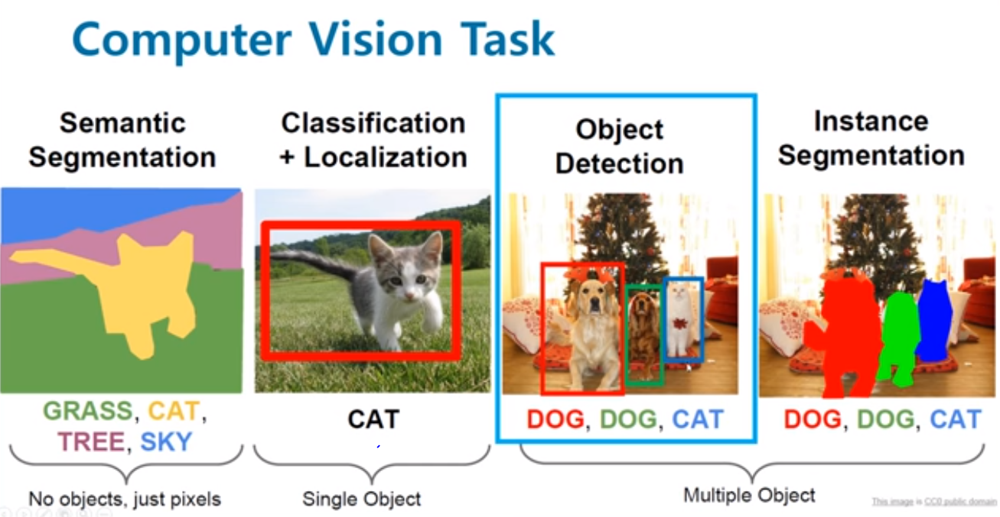 Computer Vision Task
Semantic
Segmentation
Classification
+ Localization
Object
Detection
Instance
Segmentation
GRASS, CAT,
TREE, SKY
CAT
DOG, DOG, CAT
DOG, DOG, CAT
No objects, just pixels
Single Object
Multiple Object
This image is CC0 public domain